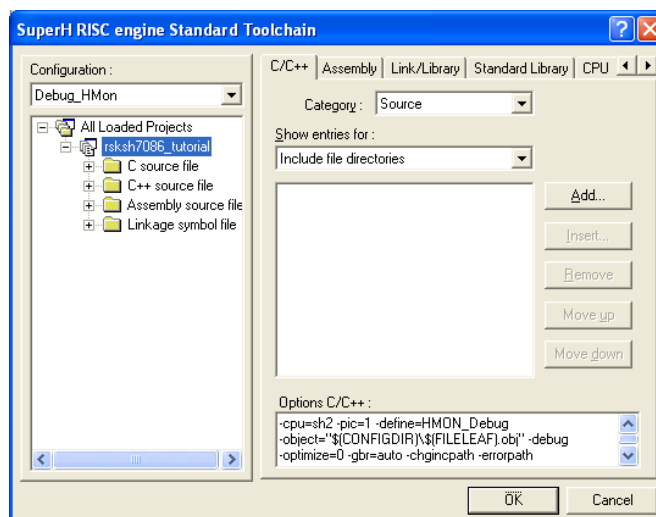 SuperH RISC engine Standard Toolchain
Configuration :
Debug_HMon
All Loaded Projects
rsksh7086_tutorial
C source file
C++ source file
Assembly source file
Linkage symbol file
C/C++ Assembly Link/Library Standard Library CPU
Category : Source
Show entries for :
Include file directories
Add...
Insert...
Remove
Move up
Move down
Options C/C++ :
-cpu=sh2 -pic=1 -define=HMON_Debug
-object="$(CONFIGDIR)\$(FILELEAF).obj" -debug
-optimize=0 -gbr=auto -chgincpath -errorpath
OK Cancel